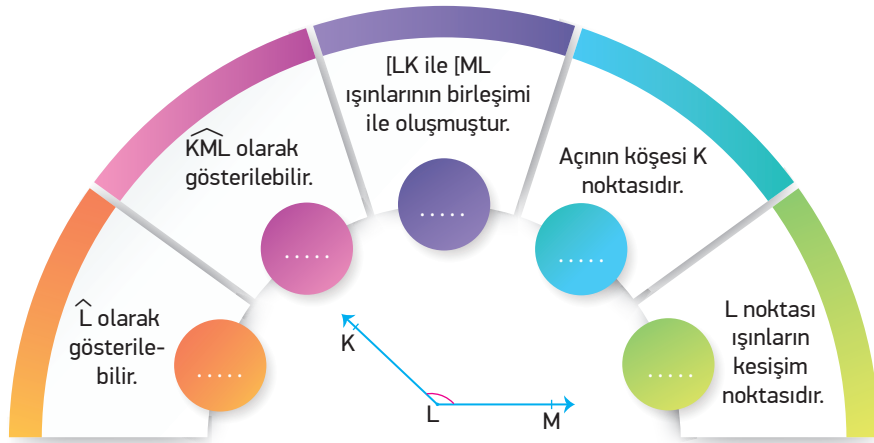 L̂ olarak
gösterile-
bilir.
.....
K͡ML olarak
gösterilebilir.
.....
[LK ile [ML
ışınlarının birleşimi
ile oluşmuştur.
.....
Açının köşesi K
noktasıdır.
.....
L noktası
ışınların
kesişim
noktasıdır.
.....
K
L
M